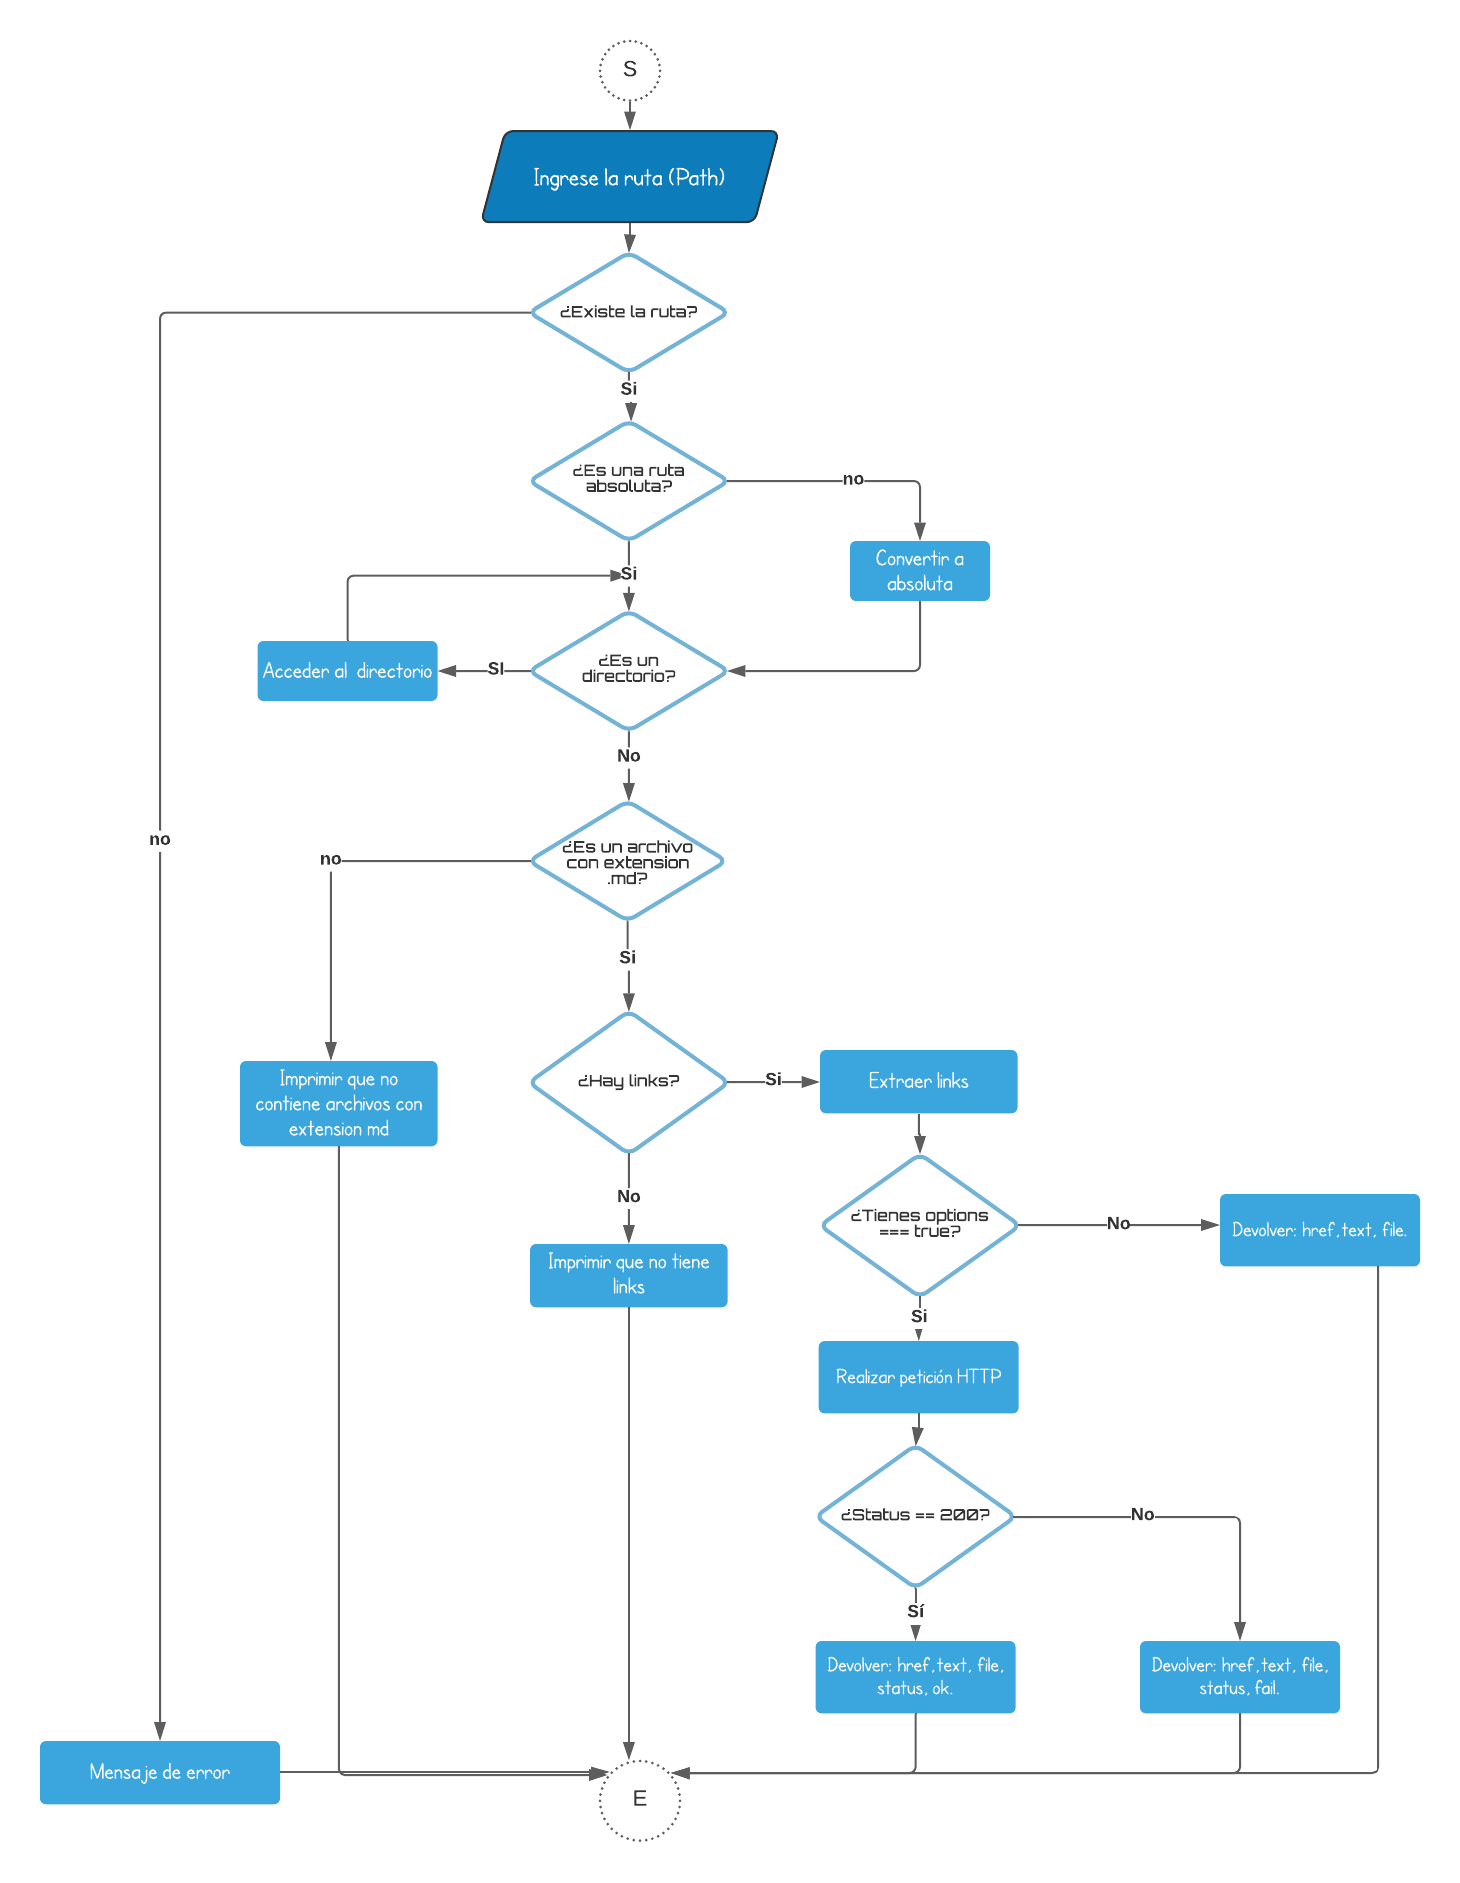 S
Ingrese la ruta (Path)
¿Existe la ruta?
Si
¿Es una ruta
absoluta?
no
Convertir a
absoluta
Si
Acceder al directorio
SI
¿Es un
directorio?
No
no
no
¿Es un archivo
con extension
.md?
Si
Imprimir que no
contiene archivos con
extension md
¿Hay links?
Si
Extraer links
No
¿Tienes options
=== true?
No
Devolver: href,text, file.
Imprimir que no tiene
links
Si
Realizar petición HTTP
¿Status == 200?
No
Sí
Devolver: href,text, file,
status, ok.
Devolver: href,text, file,
status, fail.
Mensaje de error
E